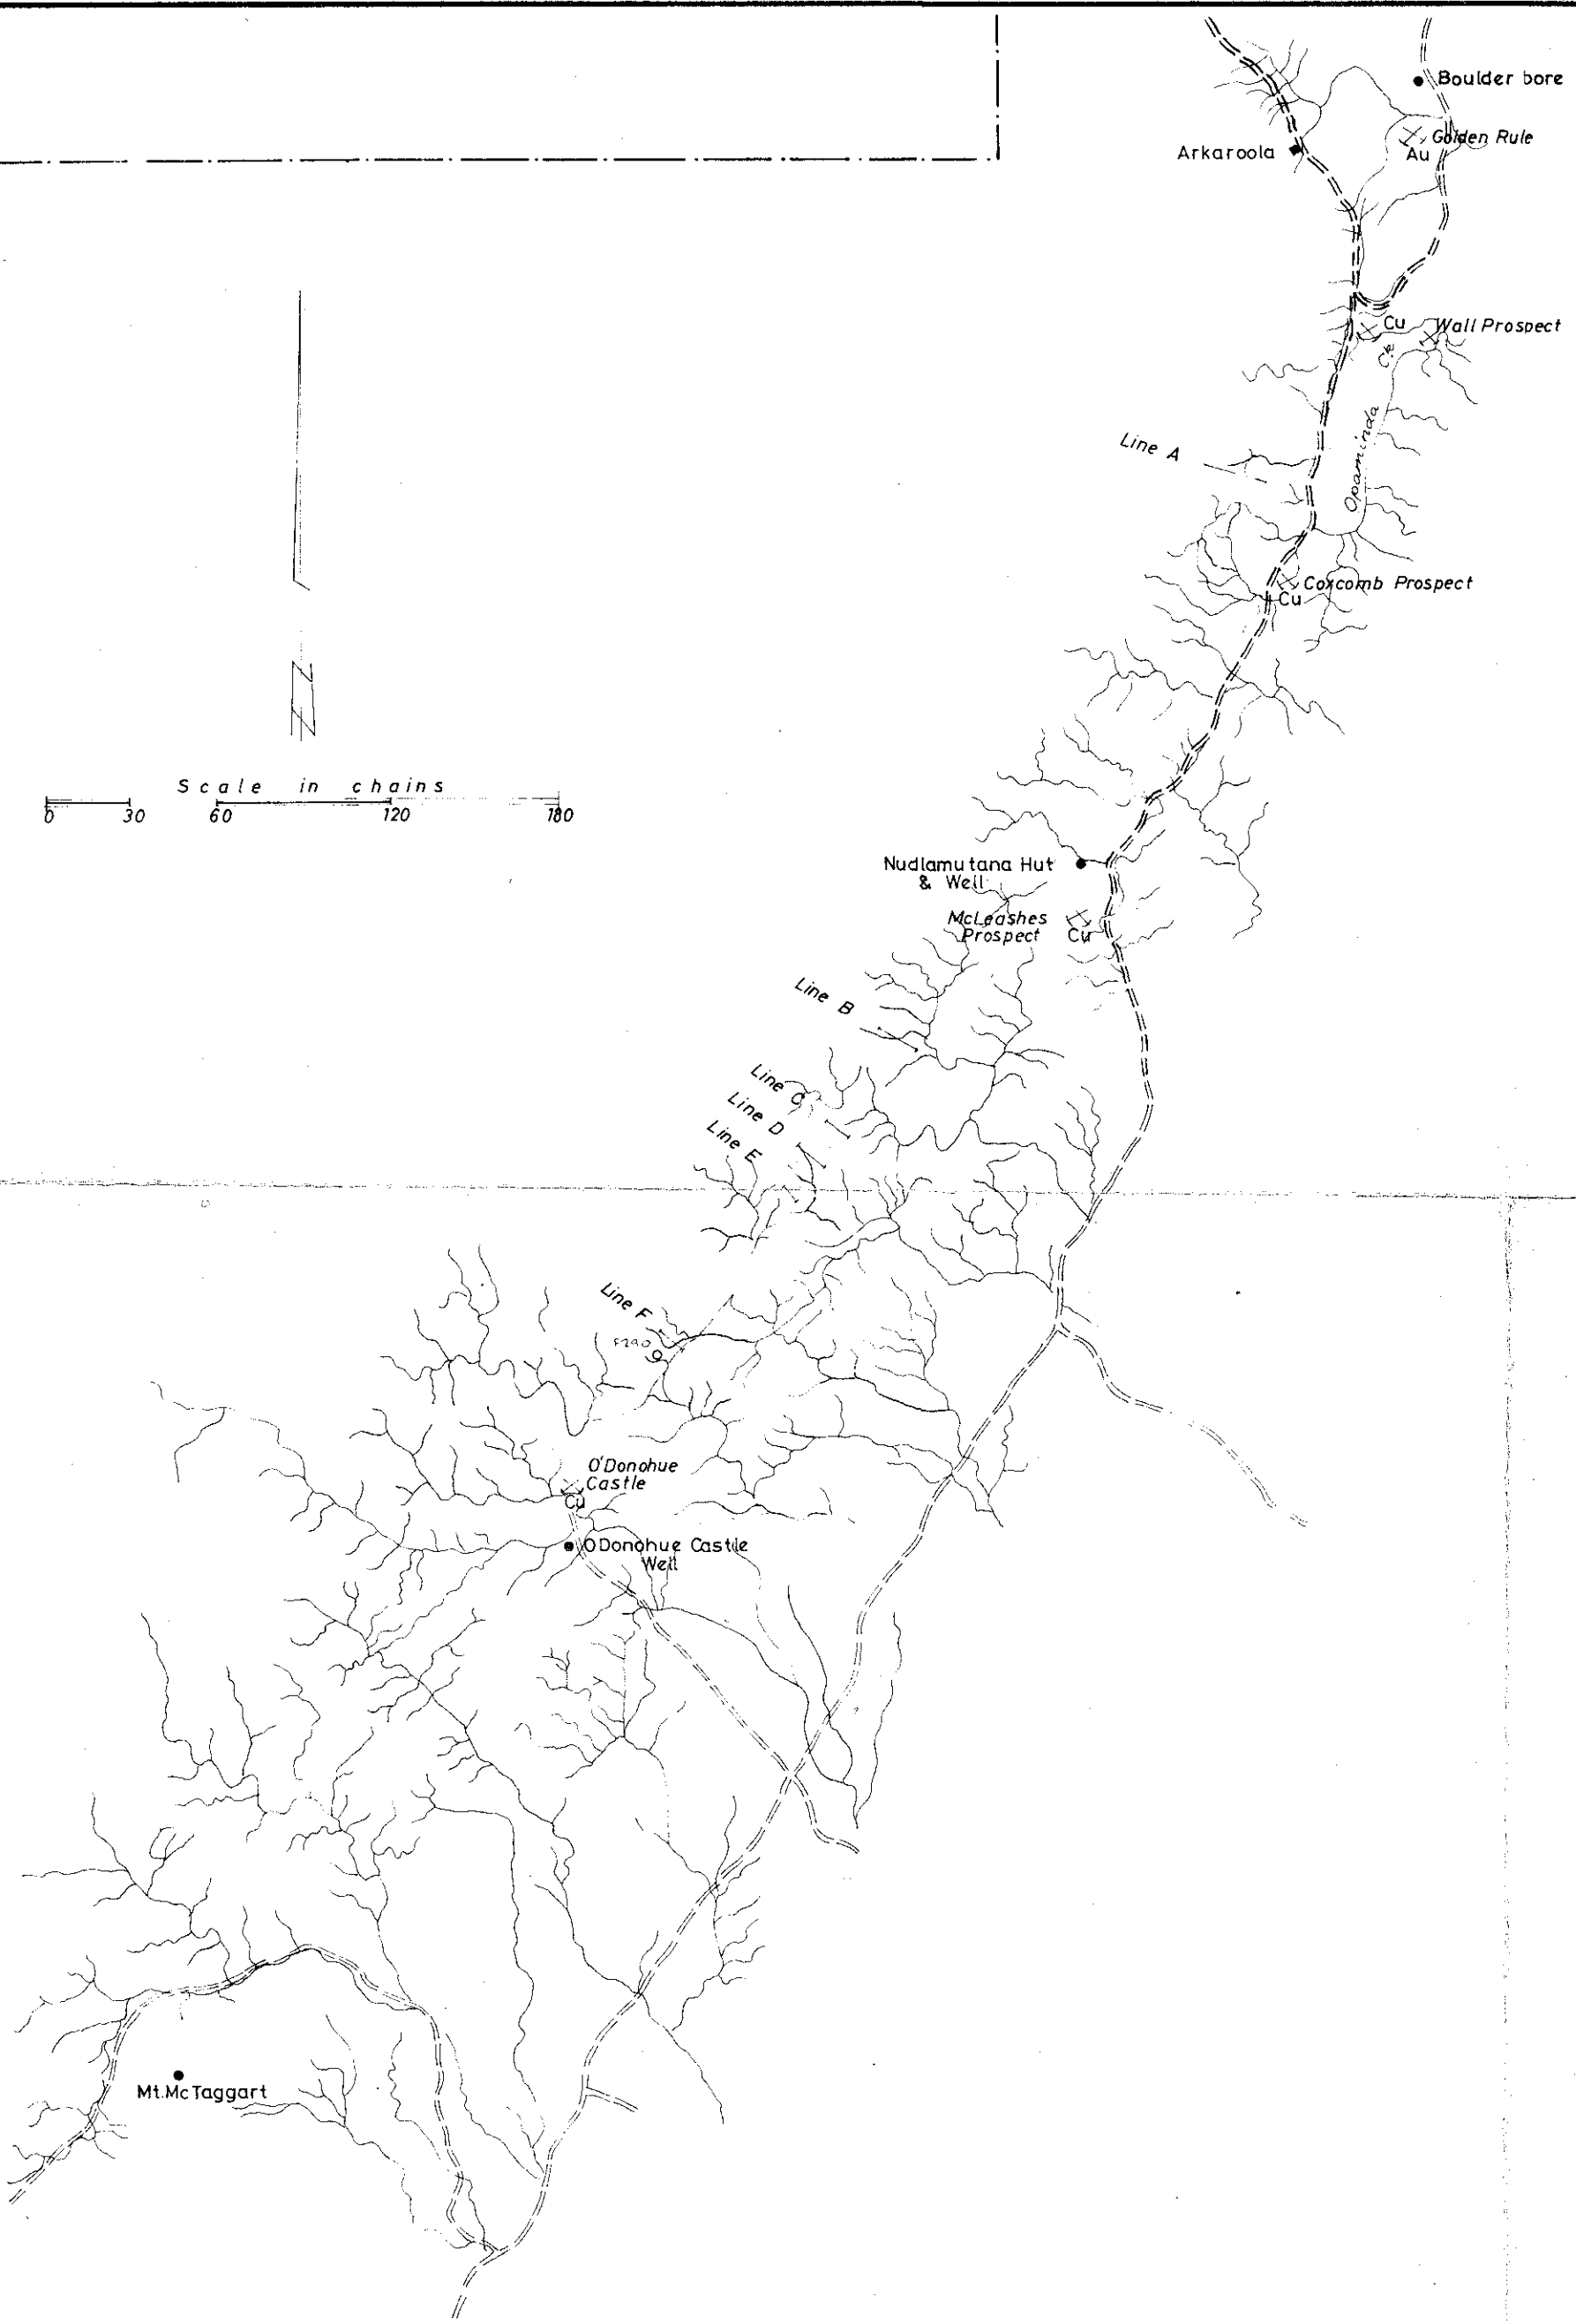 Boulder bore
Golden Rule
Au
Arkaroola
Cu
Wall Prospect
Ck
Opaminda
Line A
Coxcomb Prospect
Cu
N
Scale in chains
0 30 60 120 180
Nudlamutana Hut
& Well
McLeashes
Prospect
Cu
Line B
Line C
Line D
Line E
Line F
O'Donohue
Castle
Cu
O'Donohue Castle
Well
Mt. McTaggart